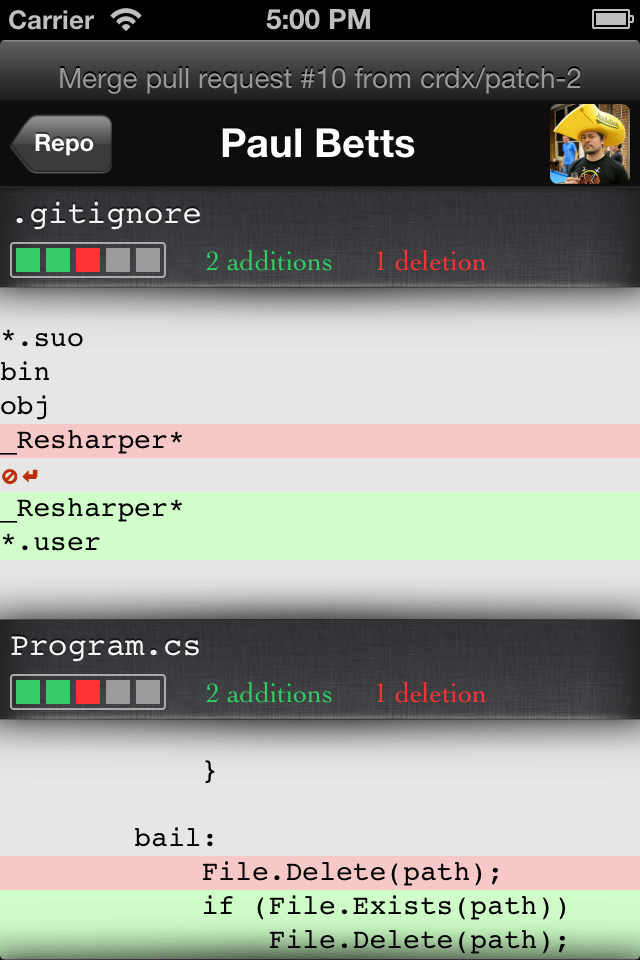 Carrier 5:00 PM
Merge pull request #10 from crdx/patch-2
Repo Paul Betts
.gitignore
2 additions 1 deletion
*.suo
bin
obj
_Resharper*
_Resharper*
*.user
Program.cs
2 additions 1 deletion
}
bail:
File.Delete(path);
if (File.Exists(path))
File.Delete(path);